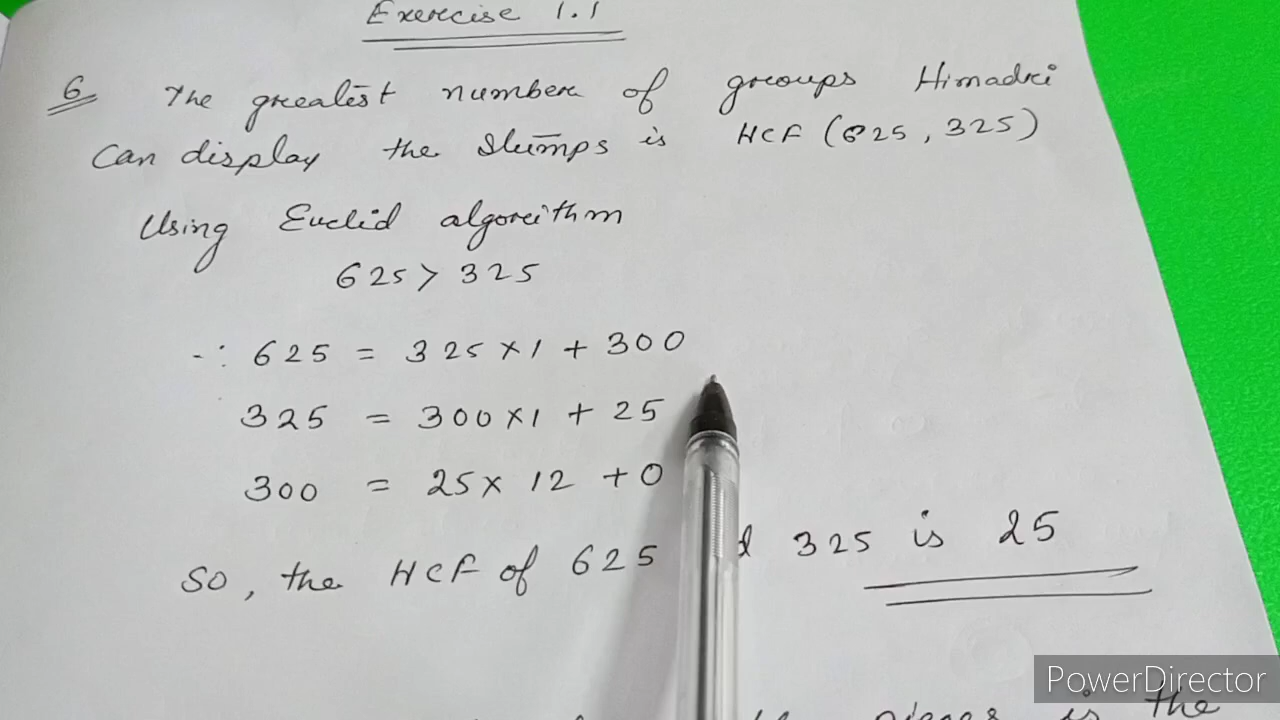 Exercise 1.1
6 The greatest number of groups Himadri
Can display the stamps is HCF (625, 325)
Using Euclid algorithm
625 > 325
∴ 625 = 325 × 1 + 300
325 = 300 × 1 + 25
300 = 25 × 12 + 0
So, the HCF of 625 325 is 25
is the
PowerDirector